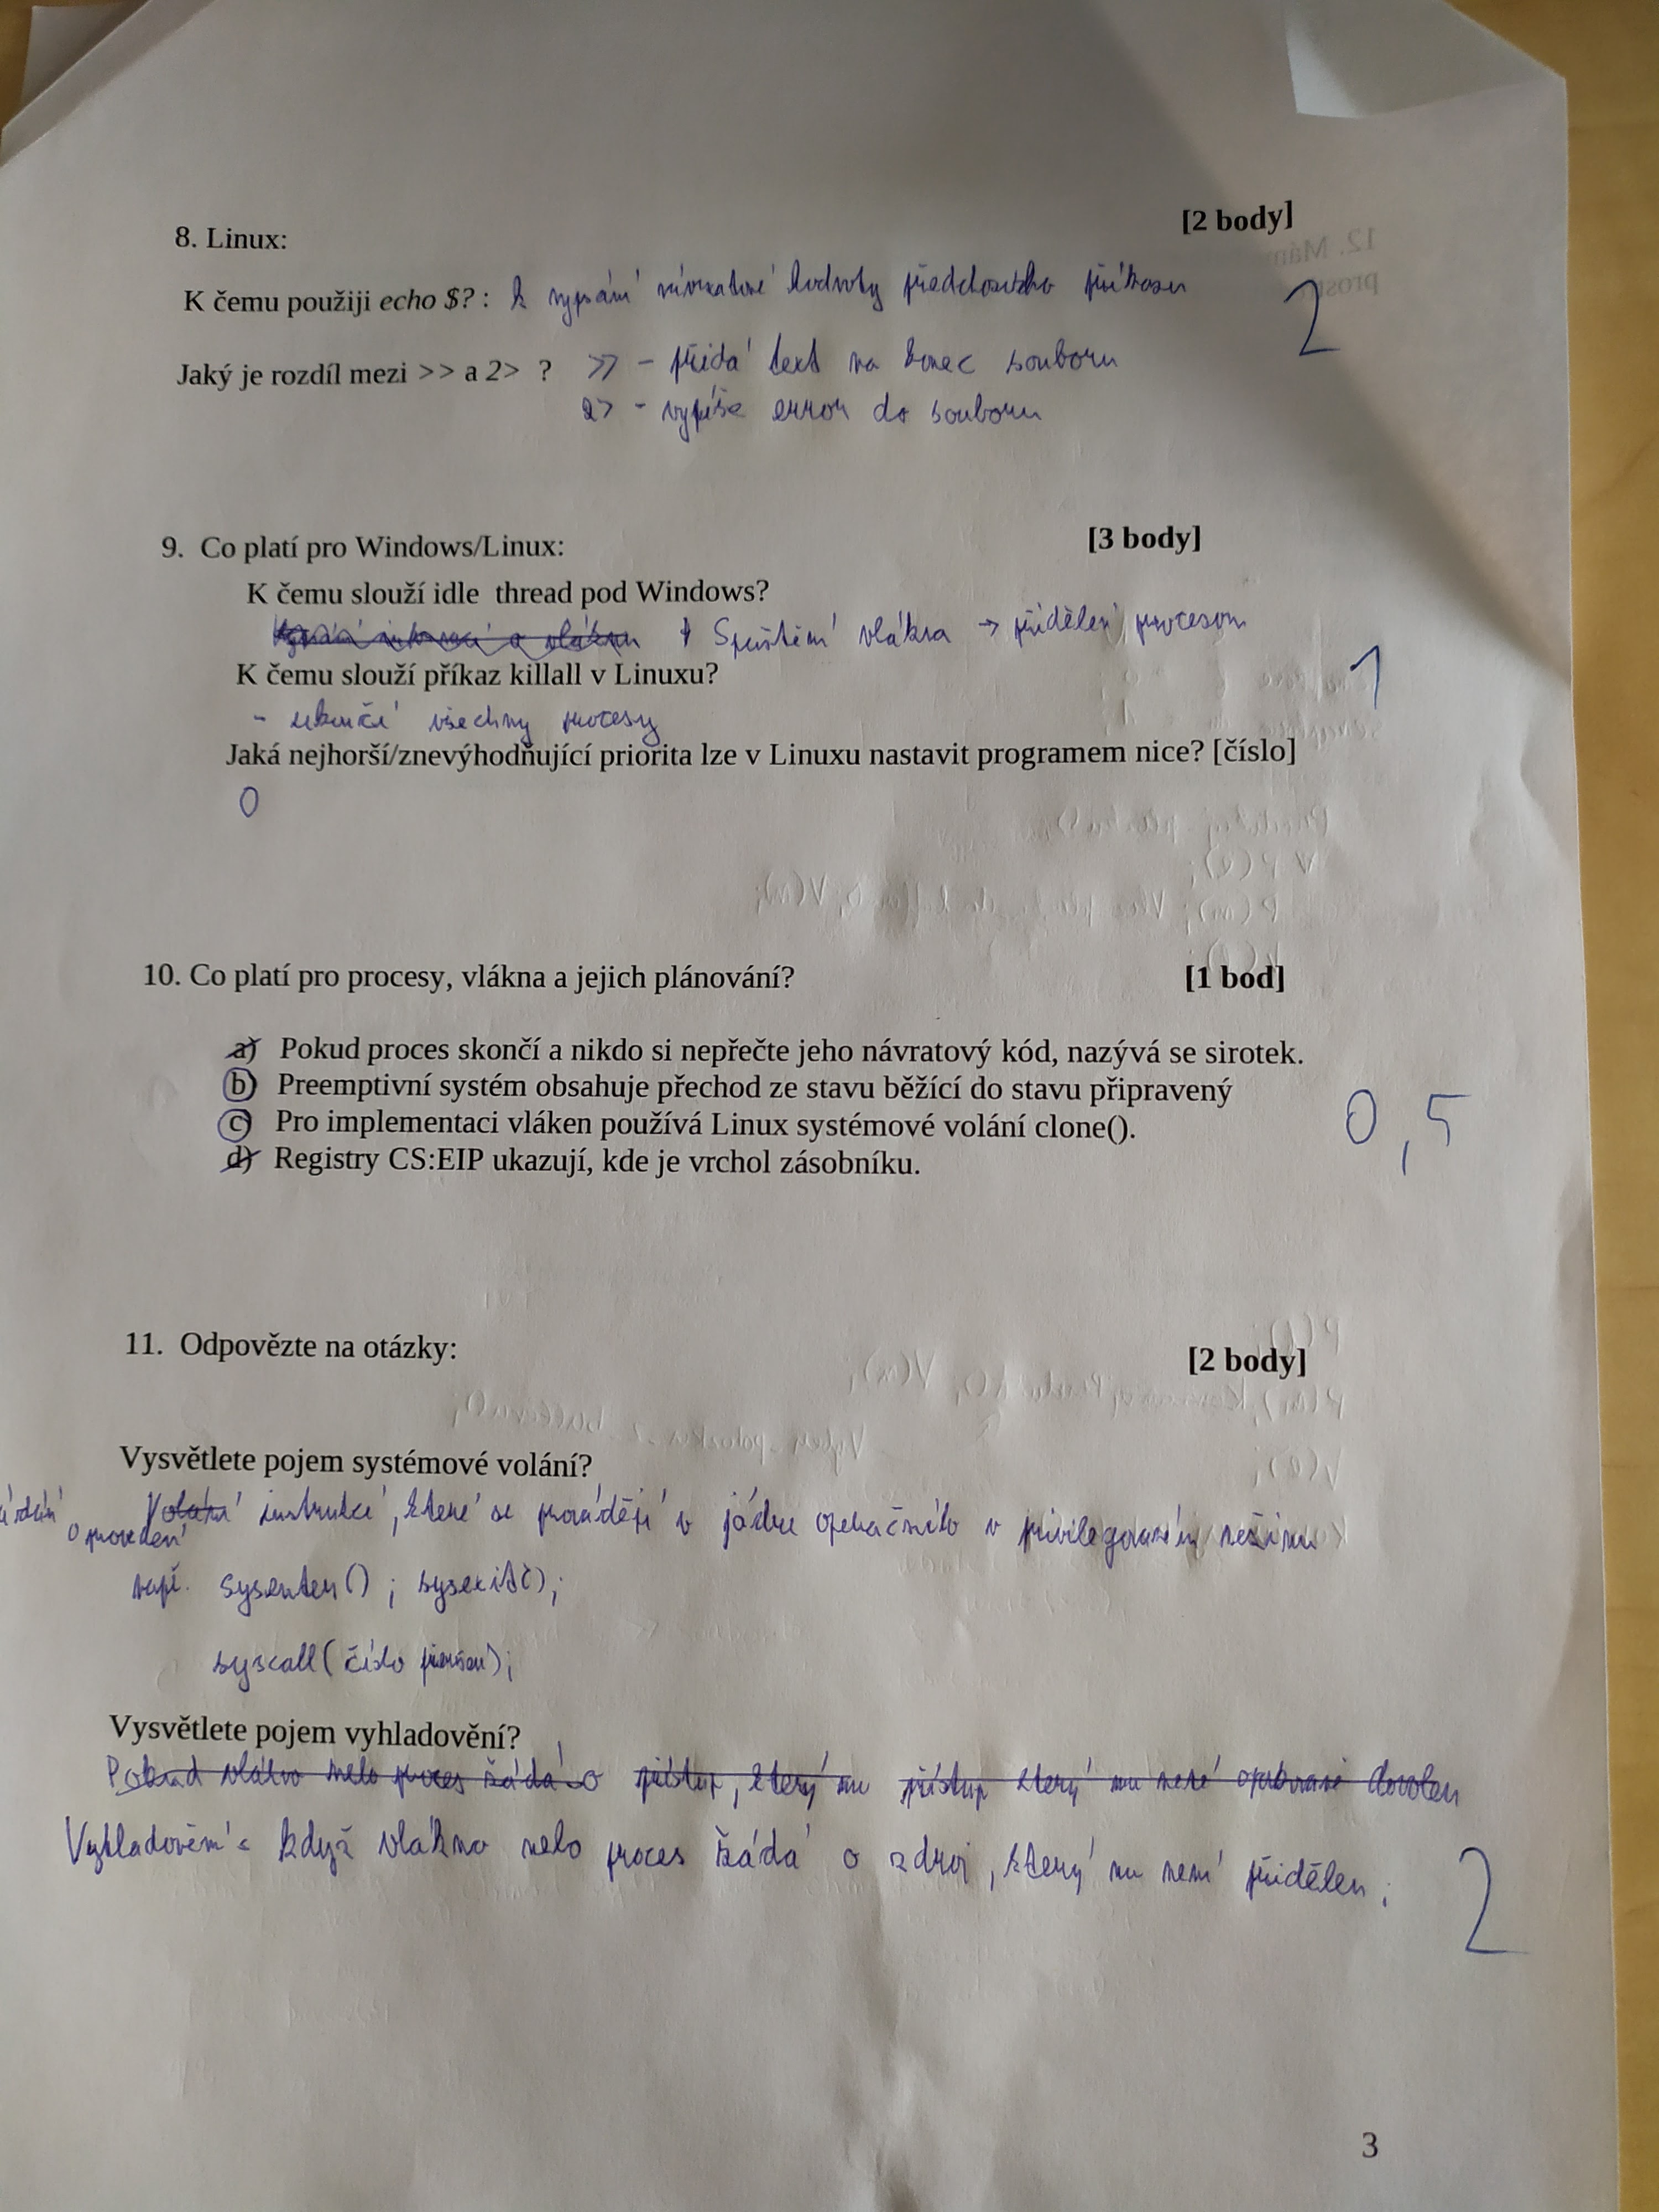 8. Linux: [2 body]
K čemu použiji echo $? : k vypsání návratové hodnoty předchozího příkazu
2
Jaký je rozdíl mezi >> a 2> ? >> - přidá text na konec souboru
2> - vypíše error do souboru
9. Co platí pro Windows/Linux: [3 body]
K čemu slouží idle thread pod Windows?
Spuštění vlákna → přidělení procesoru
K čemu slouží příkaz killall v Linuxu?
1
- ukončí všechny procesy
Jaká nejhorší/znevýhodňující priorita lze v Linuxu nastavit programem nice? [číslo]
0
10. Co platí pro procesy, vlákna a jejich plánování? [1 bod]
a) Pokud proces skončí a nikdo si nepřečte jeho návratový kód, nazývá se sirotek.
b) Preemptivní systém obsahuje přechod ze stavu běžící do stavu připravený
c) Pro implementaci vláken používá Linux systémové volání clone().
0,5
d) Registry CS:EIP ukazují, kde je vrchol zásobníku.
11. Odpovězte na otázky: [2 body]
Vysvětlete pojem systémové volání?
Volání instrukcí, které se provádějí v jádru v privilegovaném režimu
o provedení
např. sysenter() ; sysexit();
syscall( číslo );
Vysvětlete pojem vyhladovění?
Pokud vlákno nebo proces žádá o přístup, který mu přístup který mu není dovolen
Vyhladovění = když vlákno nebo proces žádá o zdroj, který mu není přidělen;
2
3